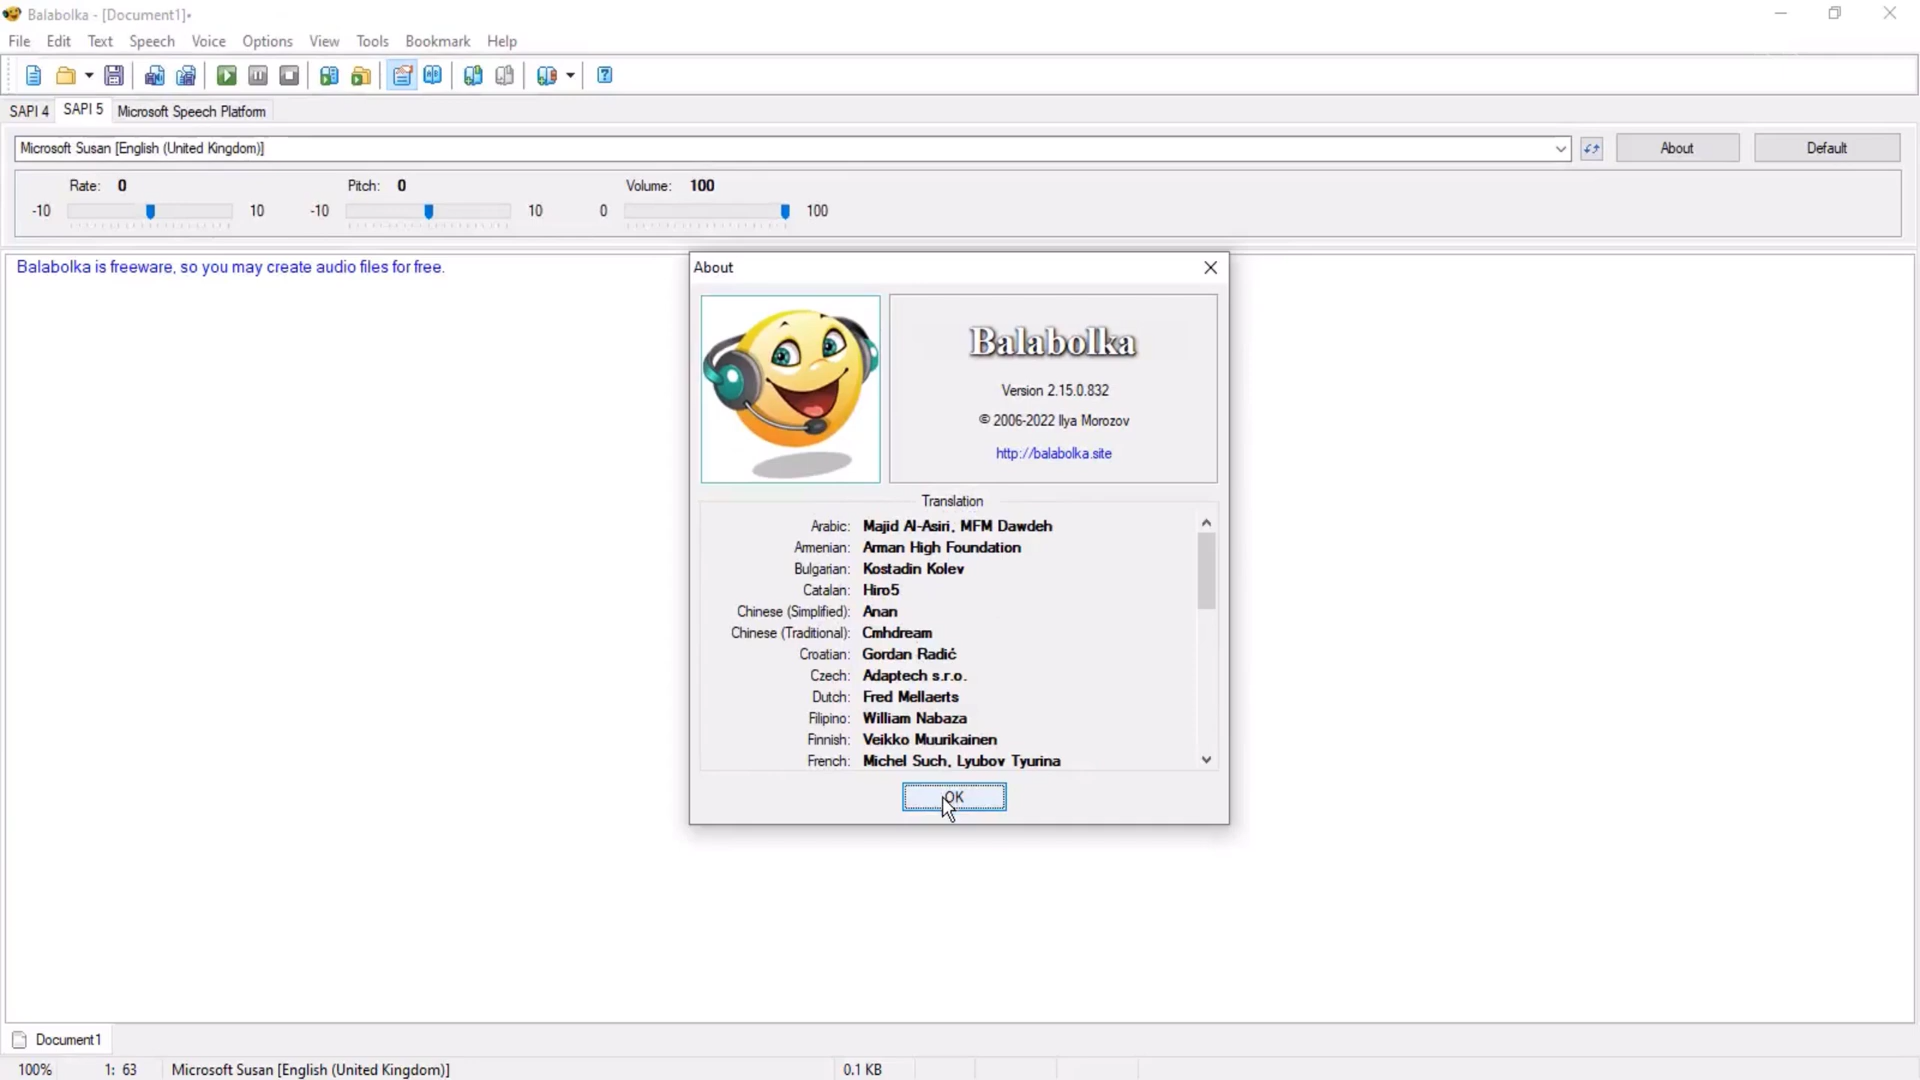 Balabolka - [Document1]•
File Edit Text Speech Voice Options View Tools Bookmark Help
SAPI 4 SAPI 5 Microsoft Speech Platform
Microsoft Susan [English (United Kingdom)] About Default
Rate: 0 Pitch: 0 Volume: 100
-10 10 -10 10 0 100
Balabolka is freeware, so you may create audio files for free.
About
Balabolka
Version 2.15.0.832
© 2006-2022 Ilya Morozov
http://balabolka.site
Translation
Arabic: Majid Al-Asiri, MFM Dawdeh
Armenian: Arman High Foundation
Bulgarian: Kostadin Kolev
Catalan: Hiro5
Chinese (Simplified): Anan
Chinese (Traditional): Cmhdream
Croatian: Gordan Radić
Czech: Adaptech s.r.o.
Dutch: Fred Mellaerts
Filipino: William Nabaza
Finnish: Veikko Muurikainen
French: Michel Such, Lyubov Tyurina
OK
Document1
100% 1: 63 Microsoft Susan [English (United Kingdom)] 0.1 KB